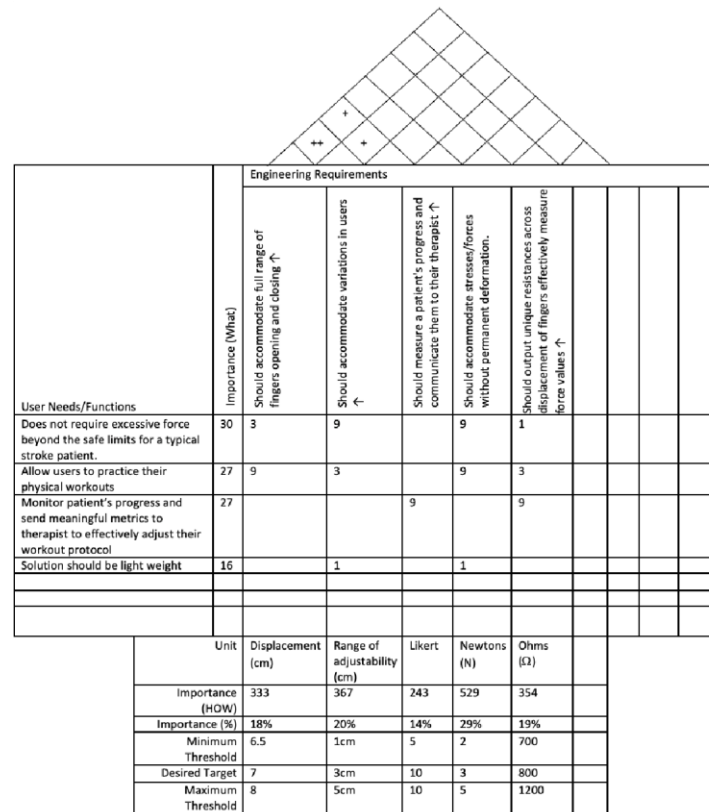 +
++ +
Engineering Requirements
User Needs/Functions
Importance (What)
Should accommodate full range of
fingers opening and closing ↑
Should accommodate variations in users
↑
Should measure a patient's progress and
communicate them to their therapist ↑
Should accommodate stresses/forces
without permanent deformation.
Should output unique resistances across
displacement of fingers effectively measure
force values ↑
Does not require excessive force 30 3 9 9 1
beyond the safe limits for a typical
stroke patient.
Allow users to practice their 27 9 3 9 3
physical workouts
Monitor patient's progress and 27 9 9
send meaningful metrics to
therapist to effectively adjust their
workout protocol
Solution should be light weight 16 1 1
Unit Displacement Range of Likert Newtons Ohms
(cm) adjustability (N) (Ω)
(cm)
Importance 333 367 243 529 354
(HOW)
Importance (%) 18% 20% 14% 29% 19%
Minimum 6.5 1cm 5 2 700
Threshold
Desired Target 7 3cm 10 3 800
Maximum 8 5cm 10 5 1200
Threshold